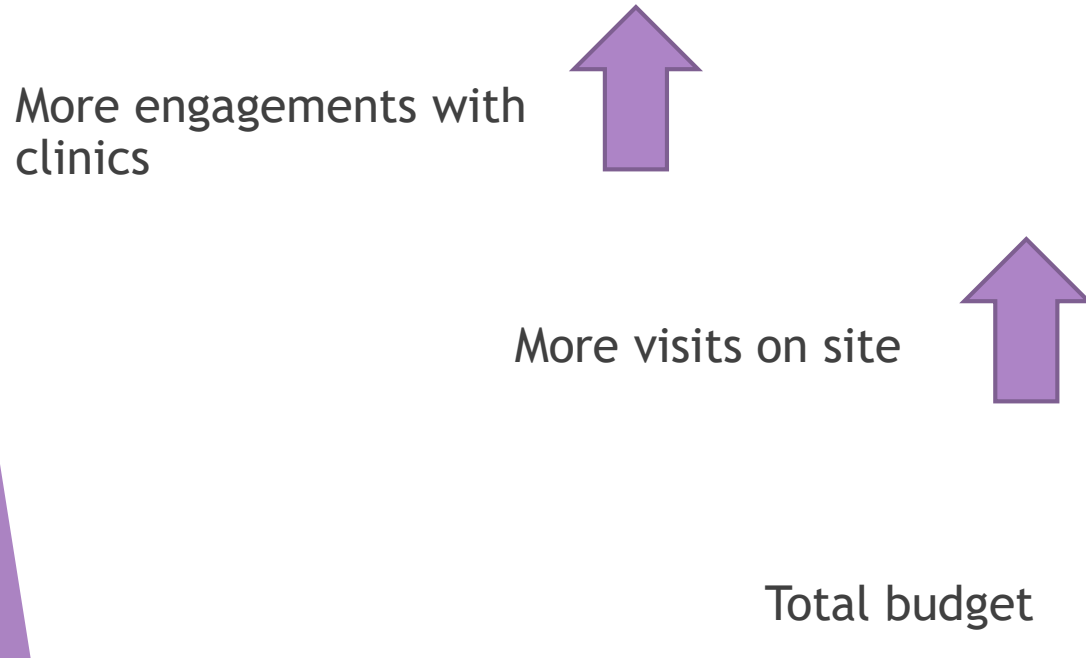 More engagements with
clinics
More visits on site
Total budget